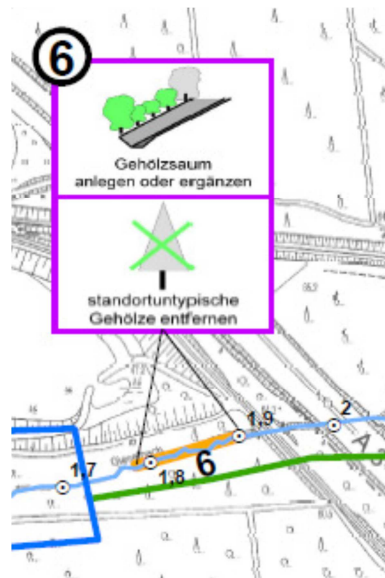 6
Gehölzsaum
anlegen oder ergänzen
standortuntypische
Gehölze entfernen
1,9
2
A
6
1,7
1,8